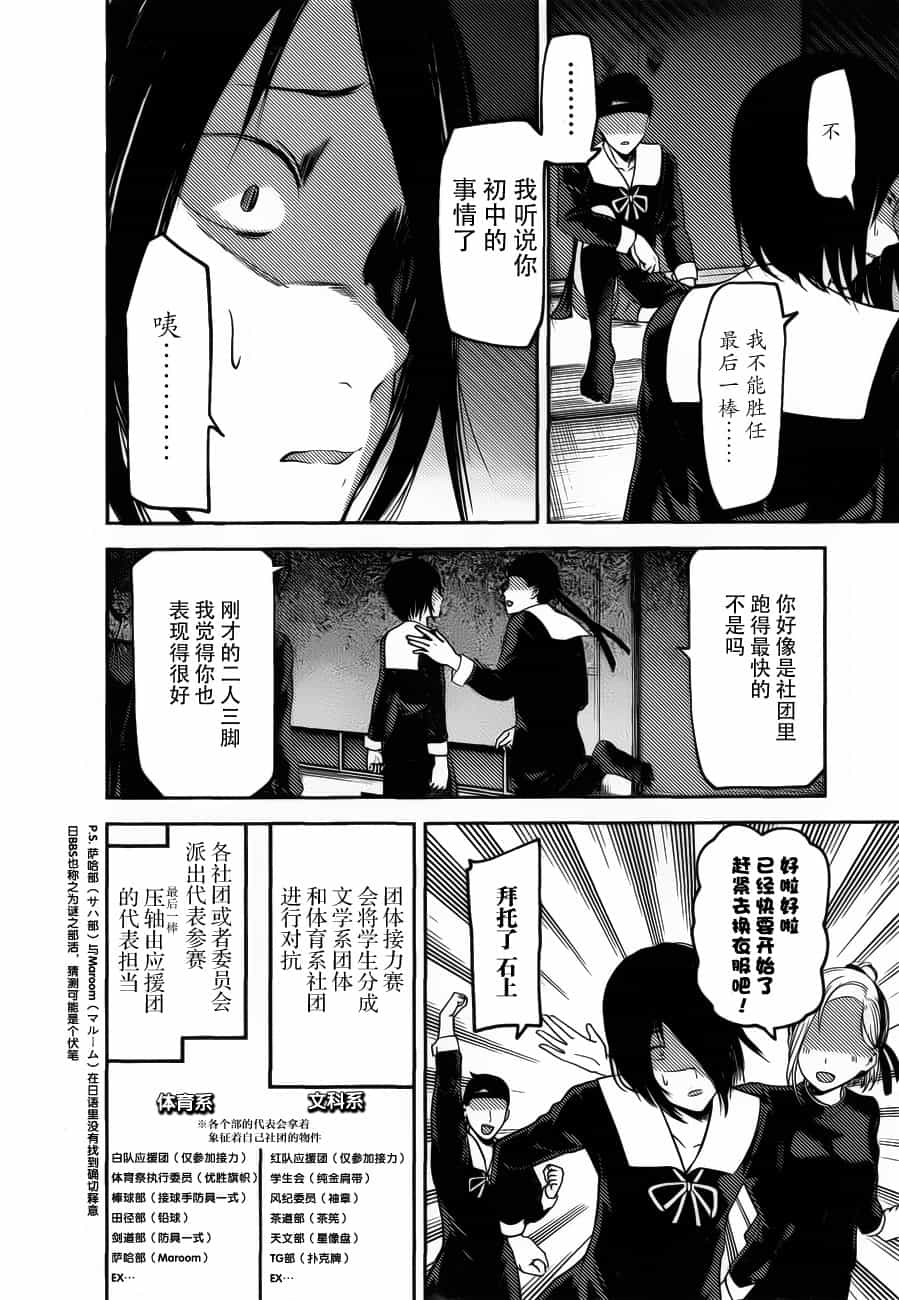 ………
不
我不能胜任
最后一棒……
我听说你
初中的
事情了
咦………
你好像是社团里
跑得最快的
不是吗
刚才的二人三脚
我觉得你也
表现得很好
好啦好啦
已经快要开始了
赶紧去换衣服吧！
拜托了 石上
团体接力赛
会将学生分成
文学系团体
和体育系社团
进行对抗
各社团或者委员会
派出代表参赛
最后一棒
压轴由应援团
的代表担当
体育系
文科系
※各个部的代表会拿着
象征着自己社团的物件
白队应援团（仅参加接力）
体育祭执行委员（优胜旗帜）
棒球部（接球手防具一式）
田径部（铅球）
剑道部（防具一式）
萨哈部（Maroom）
EX…
红队应援团（仅参加接力）
学生会（纯金肩带）
风纪委员（袖章）
茶道部（茶筅）
天文部（星像盘）
TG部（扑克牌）
EX…
P.S. 萨哈部（サハ部）与Maroom（マルーム）在日语里没有找到确切释意
日BBS也称之为谜之部活，猜测可能是个伏笔